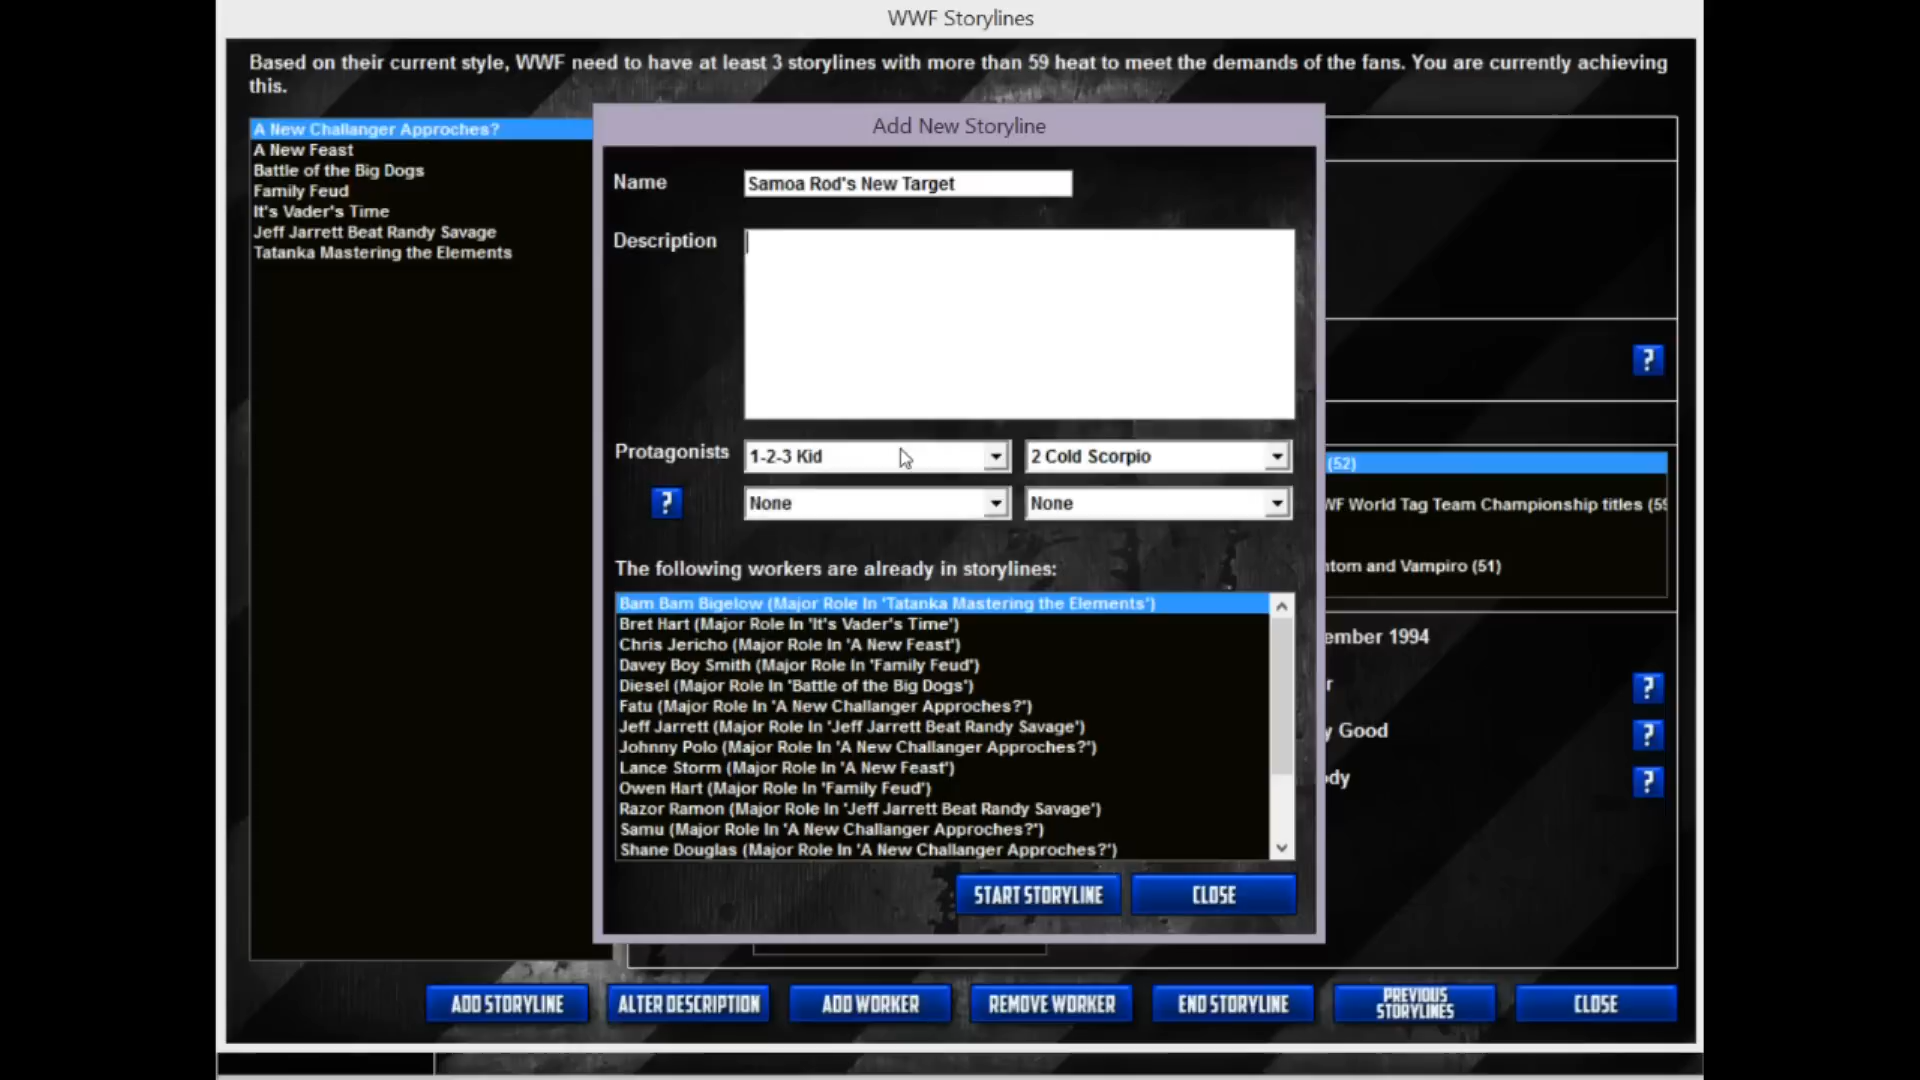 WWF Storylines
Based on their current style, WWF need to have at least 3 storylines with more than 59 heat to meet the demands of the fans. You are currently achieving
this.
A New Challanger Approches?
A New Feast
Battle of the Big Dogs
Family Feud
It's Vader's Time
Jeff Jarrett Beat Randy Savage
Tatanka Mastering the Elements
Add New Storyline
Name
Samoa Rod's New Target
Description
Protagonists
1-2-3 Kid
2 Cold Scorpio
?
None
None
The following workers are already in storylines:
Bam Bam Bigelow (Major Role In 'Tatanka Mastering the Elements')
Bret Hart (Major Role In 'It's Vader's Time')
Chris Jericho (Major Role In 'A New Feast')
Davey Boy Smith (Major Role In 'Family Feud')
Diesel (Major Role In 'Battle of the Big Dogs')
Fatu (Major Role In 'A New Challanger Approches?')
Jeff Jarrett (Major Role In 'Jeff Jarrett Beat Randy Savage')
Johnny Polo (Major Role In 'A New Challanger Approches?')
Lance Storm (Major Role In 'A New Feast')
Owen Hart (Major Role In 'Family Feud')
Razor Ramon (Major Role In 'Jeff Jarrett Beat Randy Savage')
Samu (Major Role In 'A New Challanger Approches?')
Shane Douglas (Major Role In 'A New Challanger Approches?')
START STORYLINE
CLOSE
?
(52)
WF World Tag Team Championship titles (59
ntom and Vampiro (51)
ember 1994
r
?
y Good
?
ody
?
ADD STORYLINE
ALTER DESCRIPTION
ADD WORKER
REMOVE WORKER
END STORYLINE
PREVIOUS
STORYLINES
CLOSE